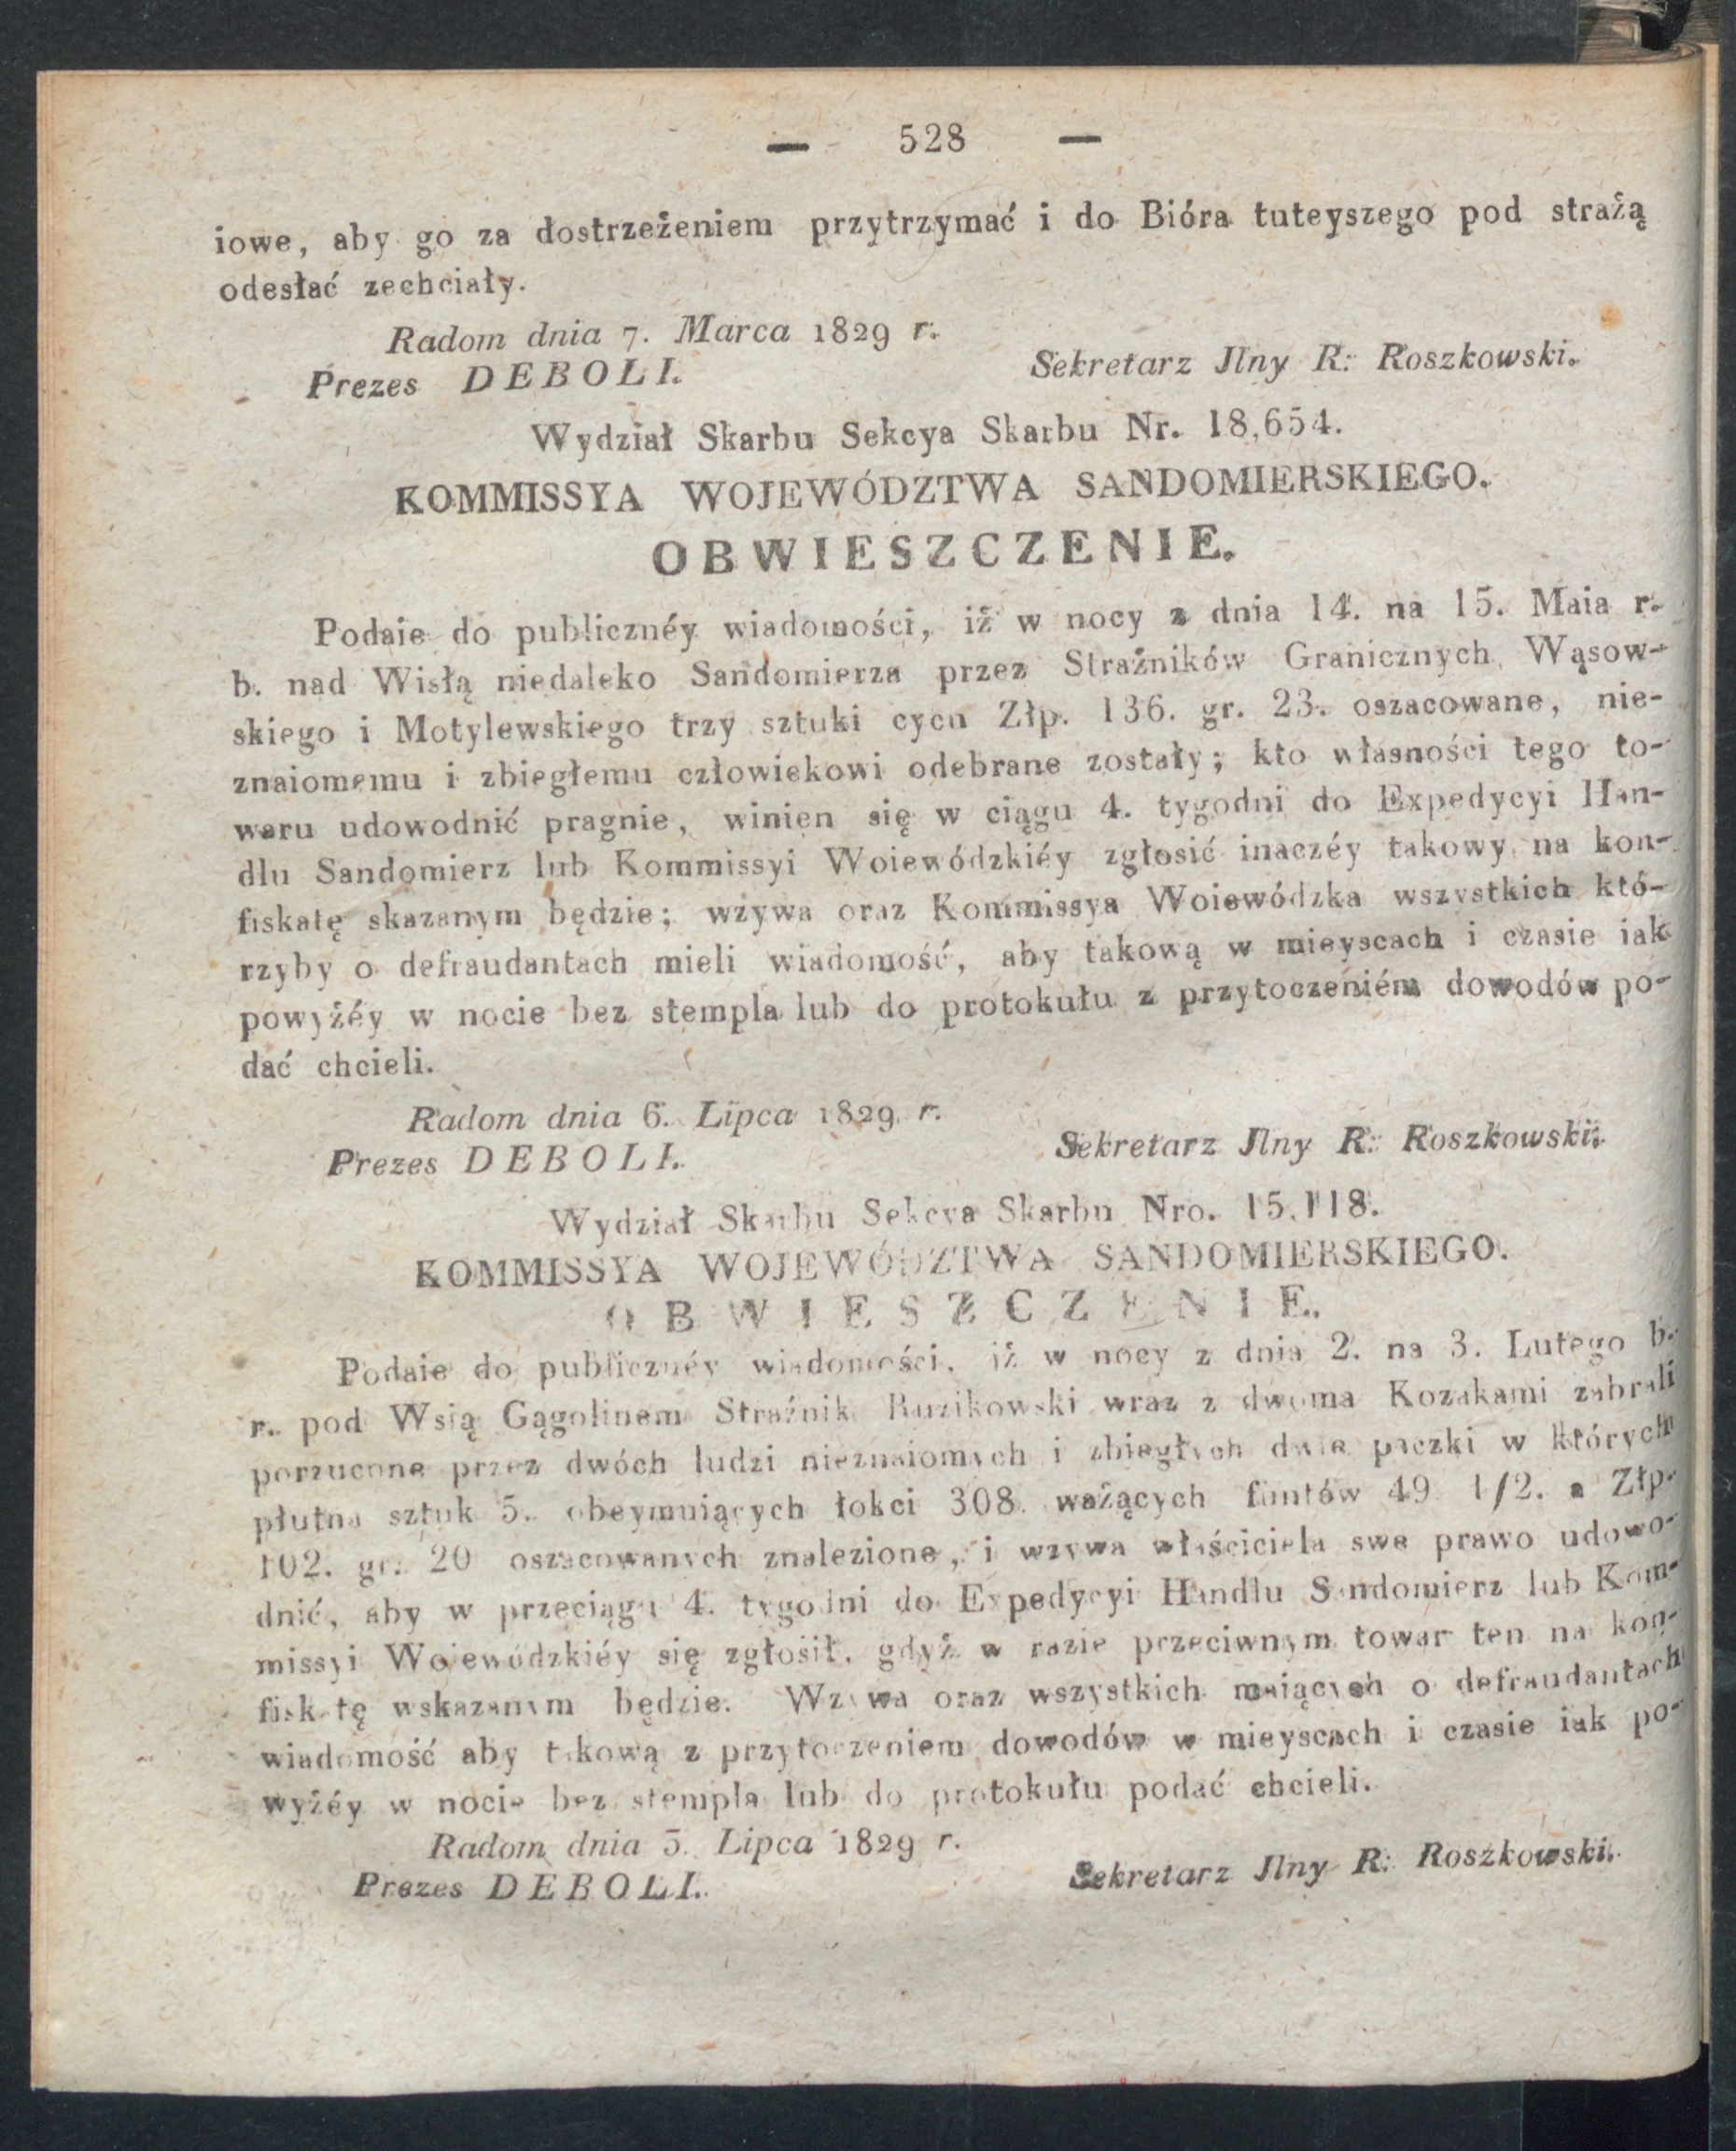 — 528 —
iowe, aby go za dostrzeżeniem przytrzymać i do Bióra tuteyszego pod strażą
odesłać zechciały.
Radom dnia 7. Marca 1829 r.
Prezes DEBOLI. Sekretarz Jlny R: Roszkowski.
Wydział Skarbu Sekcya Skarbu Nr. 18,654.
KOMMISSYA WOJEWÓDZTWA SANDOMIERSKIEGO.
OBWIESZCZENIE.
Podaie do publicznéy wiadomości, iż w nocy z dnia 14. na 15. Maia r.
b. nad Wisłą niedaleko Sandomierza przez Strażników Granicznych Wąsow-
skiego i Motylewskiego trzy sztuki cycu Złp. 136. gr. 23. oszacowane, nie-
znaiomemu i zbiegłemu człowiekowi odebrane zostały; kto własności tego to-
waru udowodnić pragnie, winien się w ciągu 4. tygodni do Expedycyi Han-
dlu Sandomierz lub Kommissyi Woiewódzkiéy zgłosić inaczéy takowy na kon-
fiskatę skazanym będzie; wzywa oraz Kommissya Woiewódzka wszystkich któ-
rzyby o defraudantach mieli wiadomość, aby takową w mieyscach i czasie iak
powyżéy w nocie bez stempla lub do protokułu z przytoczeniém dowodów po-
dać chcieli.
Radom dnia 6. Lipca 1829 r.
Prezes DEBOLI. Sekretarz Jlny R: Roszkowski.
Wydział Skarbu Sekcya Skarbu Nro. 15,118.
KOMMISSYA WOJEWÓDZTWA SANDOMIERSKIEGO.
OBWIESZCZENIE.
Podaie do publicznéy wiadomości, iż w nocy z dnia 2. na 3. Lutego b.
r. pod Wsią Gągolinem Strażnik Ruzikowski wraz z dwoma Kozakami zabrali
porzucone przez dwóch ludzi nieznaiomych i zbiegłych dwie paczki w których
płutna sztuk 5. obeymuiących łokci 308. ważących funtów 49 1/2. a Złp.
102. gr. 20 oszacowanych znalezione, i wzywa właściciela swe prawo udowo-
dnić, aby w przeciągu 4. tygodni do Expedycyi Handlu Sandomierz lub Kom-
missyi Wojewódzkiéy się zgłosił, gdyż w razie przeciwnym towar ten na kon-
fiskatę wskazanym będzie. Wzywa oraz wszystkich maiących o defraudantach
wiadomość aby takową z przytoczeniem dowodów w mieyscach i czasie iak po-
wyżéy w nocie bez stempla lub do protokułu podać chcieli.
Radom dnia 5. Lipca 1829 r.
Prezes DEBOLI. Sekretarz Jlny R: Roszkowski.